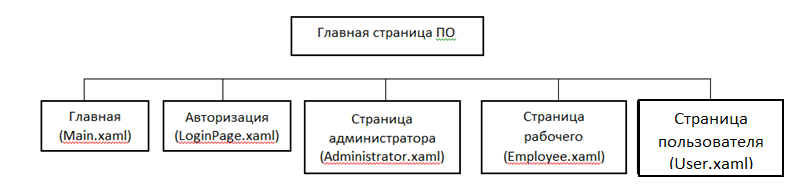 Главная страница ПО
Главная
(Main.xaml)
Авторизация
(LoginPage.xaml)
Страница
администратора
(Administrator.xaml)
Страница
рабочего
(Employee.xaml)
Страница
пользователя
(User.xaml)